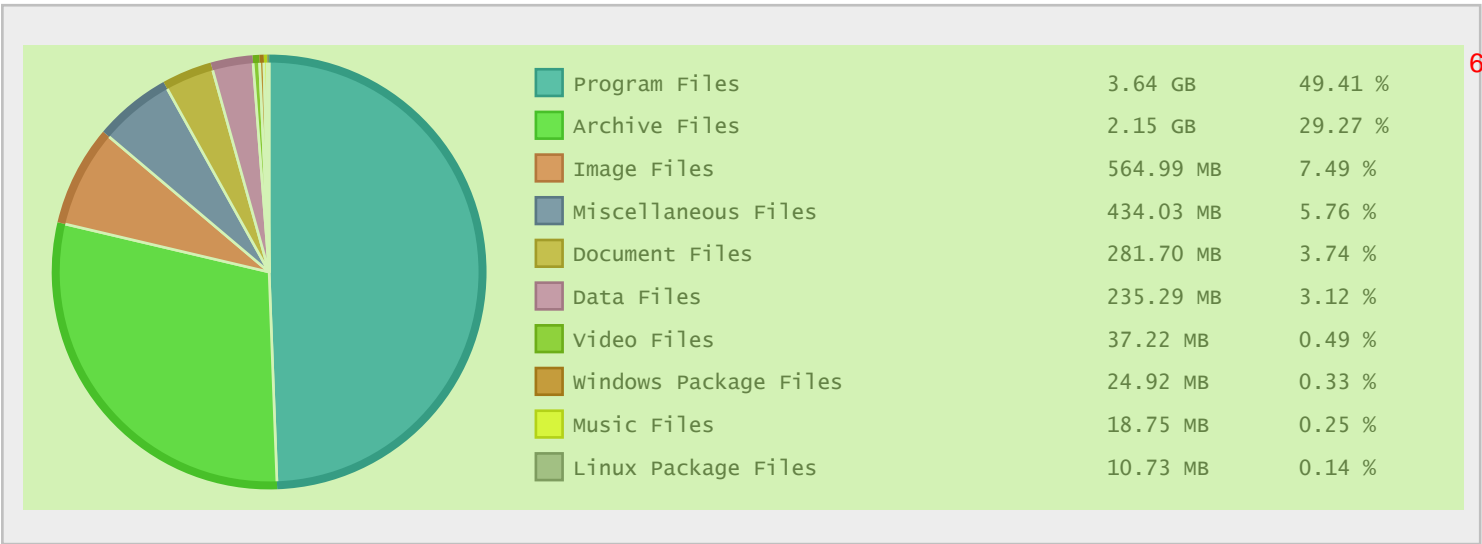 6
Program Files 3.64 GB 49.41 %
Archive Files 2.15 GB 29.27 %
Image Files 564.99 MB 7.49 %
Miscellaneous Files 434.03 MB 5.76 %
Document Files 281.70 MB 3.74 %
Data Files 235.29 MB 3.12 %
Video Files 37.22 MB 0.49 %
Windows Package Files 24.92 MB 0.33 %
Music Files 18.75 MB 0.25 %
Linux Package Files 10.73 MB 0.14 %